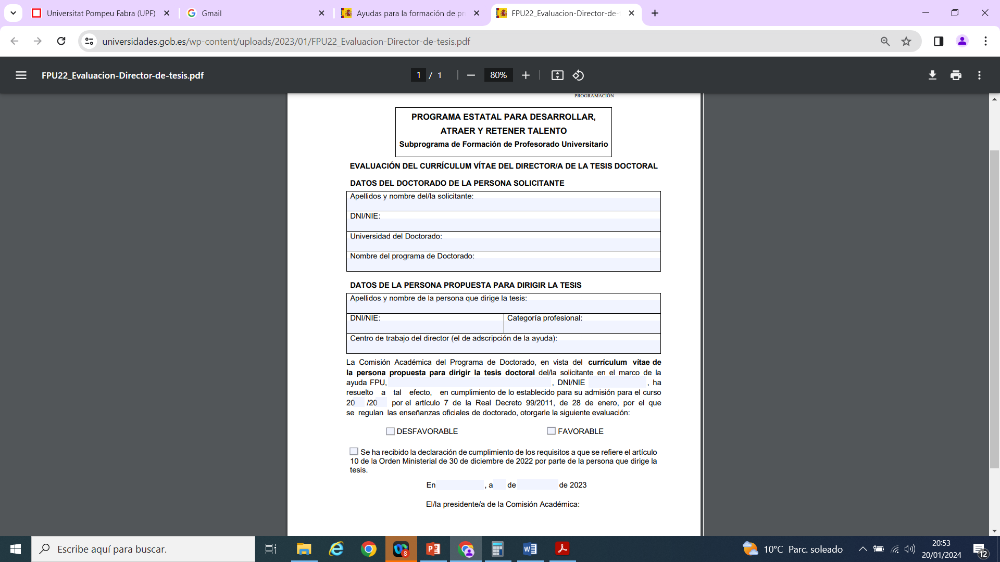 Universitat Pompeu Fabra (UPF)
Gmail
Ayudas para la formación de pr
FPU22_Evaluacion-Director-de-t
universidades.gob.es/wp-content/uploads/2023/01/FPU22_Evaluacion-Director-de-tesis.pdf
FPU22_Evaluacion-Director-de-tesis.pdf
1 / 1
80%
PROGRAMACIÓN
PROGRAMA ESTATAL PARA DESARROLLAR,
ATRAER Y RETENER TALENTO
Subprograma de Formación de Profesorado Universitario
EVALUACIÓN DEL CURRÍCULUM VÍTAE DEL DIRECTOR/A DE LA TESIS DOCTORAL
DATOS DEL DOCTORADO DE LA PERSONA SOLICITANTE
Apellidos y nombre del/la solicitante:
DNI/NIE:
Universidad del Doctorado:
Nombre del programa de Doctorado:
DATOS DE LA PERSONA PROPUESTA PARA DIRIGIR LA TESIS
Apellidos y nombre de la persona que dirige la tesis:
DNI/NIE:
Categoría profesional:
Centro de trabajo del director (el de adscripción de la ayuda):
La Comisión Académica del Programa de Doctorado, en vista del currículum vítae de
la persona propuesta para dirigir la tesis doctoral del/la solicitante en el marco de la
ayuda FPU, , DNI/NIE , ha
resuelto a tal efecto, en cumplimiento de lo establecido para su admisión para el curso
20 /20 por el artículo 7 de la Real Decreto 99/2011, de 28 de enero, por el que
se regulan las enseñanzas oficiales de doctorado, otorgarle la siguiente evaluación:
DESFAVORABLE
FAVORABLE
Se ha recibido la declaración de cumplimiento de los requisitos a que se refiere el artículo
10 de la Orden Ministerial de 30 de diciembre de 2022 por parte de la persona que dirige la
tesis.
En , a de de 2023
El/la presidente/a de la Comisión Académica:
Escribe aquí para buscar.
8
10°C Parc. soleado
20:53
20/01/2024
12